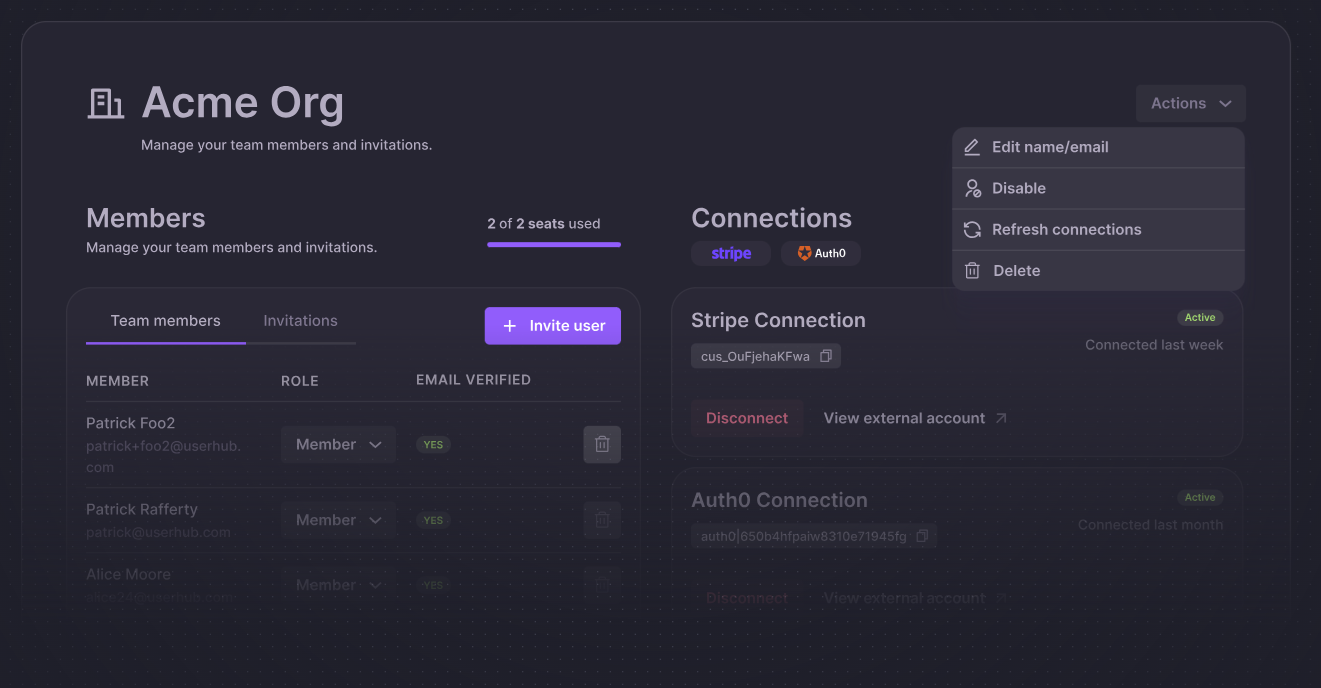 Acme Org
Manage your team members and invitations.
Actions
Edit name/email
Disable
Refresh connections
Delete
Members
Manage your team members and invitations.
2 of 2 seats used
Team members
Invitations
Invite user
MEMBER
ROLE
EMAIL VERIFIED
Patrick Foo2
patrick+foo2@userhub.
com
Member
YES
Patrick Rafferty
patrick@userhub.com
Member
YES
Alice Moore
Member
YES
Connections
stripe
Auth0
Stripe Connection
Active
cus_OuFjehaKFwa
Connected last week
Disconnect
View external account
Auth0 Connection
Active
auth0|650b4hfpaiw8310e71945fg
Connected last month
Disconnect
View external account